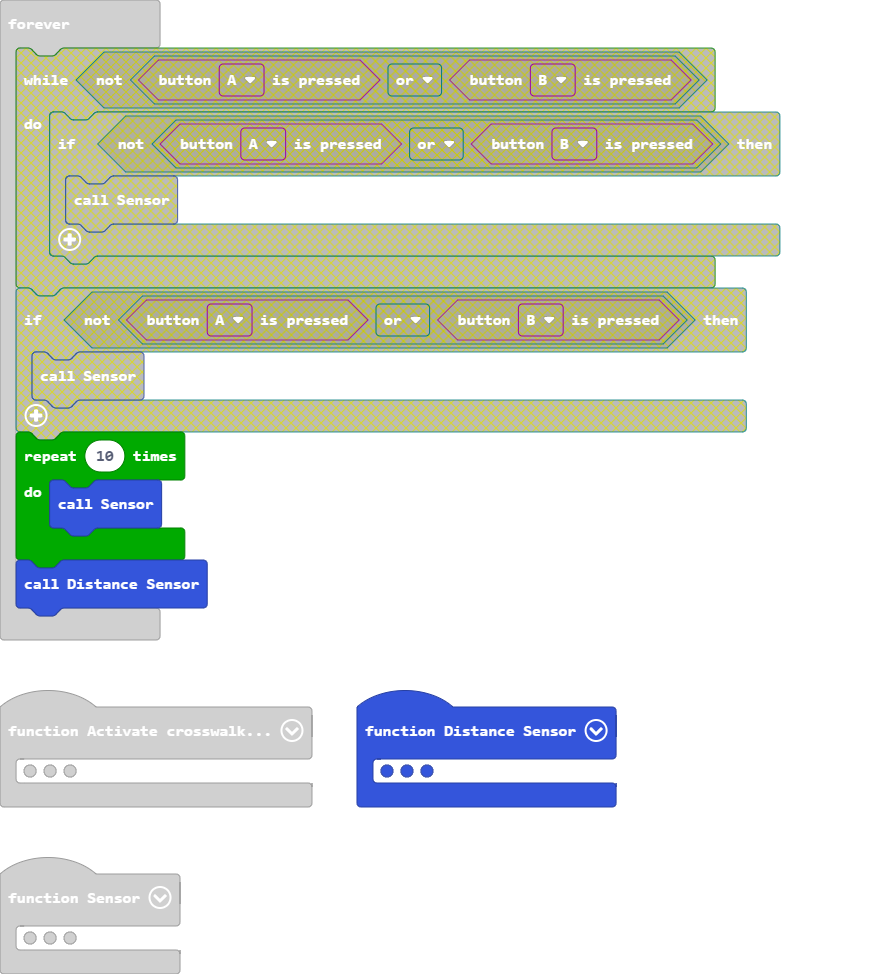 forever
while not button A is pressed or button B is pressed
do
if not button A is pressed or button B is pressed then
call Sensor
if not button A is pressed or button B is pressed then
call Sensor
repeat 10 times
do
call Sensor
call Distance Sensor
function Activate crosswalk... function Distance Sensor
function Sensor